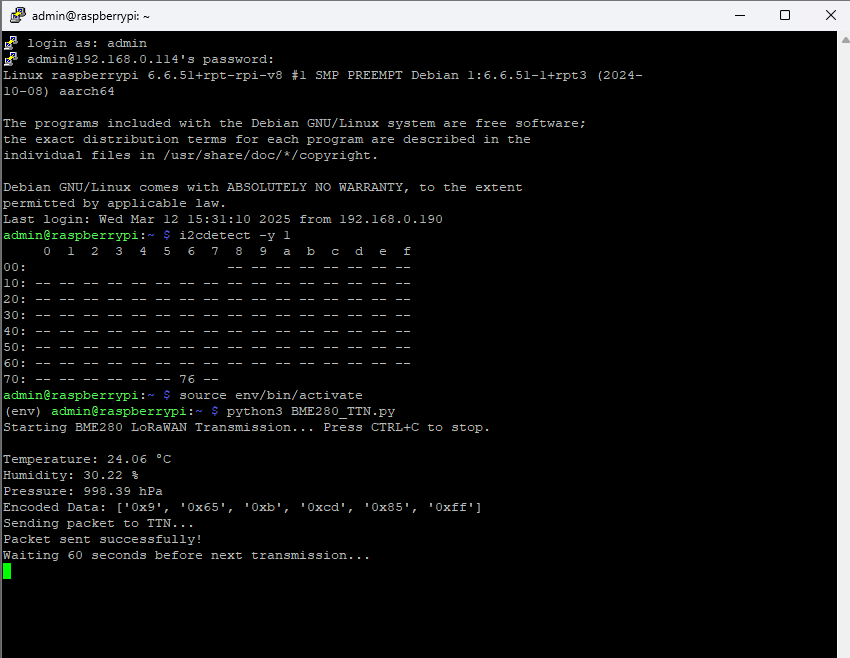 admin@raspberrypi: ~
login as: admin
admin@192.168.0.114's password:
Linux raspberrypi 6.6.51+rpt-rpi-v8 #1 SMP PREEMPT Debian 1:6.6.51-1+rpt3 (2024-
10-08) aarch64
The programs included with the Debian GNU/Linux system are free software;
the exact distribution terms for each program are described in the
individual files in /usr/share/doc/*/copyright.
Debian GNU/Linux comes with ABSOLUTELY NO WARRANTY, to the extent
permitted by applicable law.
Last login: Wed Mar 12 15:31:10 2025 from 192.168.0.190
admin@raspberrypi:~ $ i2cdetect -y 1
     0  1  2  3  4  5  6  7  8  9  a  b  c  d  e  f
00:                         -- -- -- -- -- -- -- --
10: -- -- -- -- -- -- -- -- -- -- -- -- -- -- -- --
20: -- -- -- -- -- -- -- -- -- -- -- -- -- -- -- --
30: -- -- -- -- -- -- -- -- -- -- -- -- -- -- -- --
40: -- -- -- -- -- -- -- -- -- -- -- -- -- -- -- --
50: -- -- -- -- -- -- -- -- -- -- -- -- -- -- -- --
60: -- -- -- -- -- -- -- -- -- -- -- -- -- -- -- --
70: -- -- -- -- -- -- 76 --
admin@raspberrypi:~ $ source env/bin/activate
(env) admin@raspberrypi:~ $ python3 BME280_TTN.py
Starting BME280 LoRaWAN Transmission... Press CTRL+C to stop.
Temperature: 24.06 °C
Humidity: 30.22 %
Pressure: 998.39 hPa
Encoded Data: ['0x9', '0x65', '0xb', '0xcd', '0x85', '0xff']
Sending packet to TTN...
Packet sent successfully!
Waiting 60 seconds before next transmission...